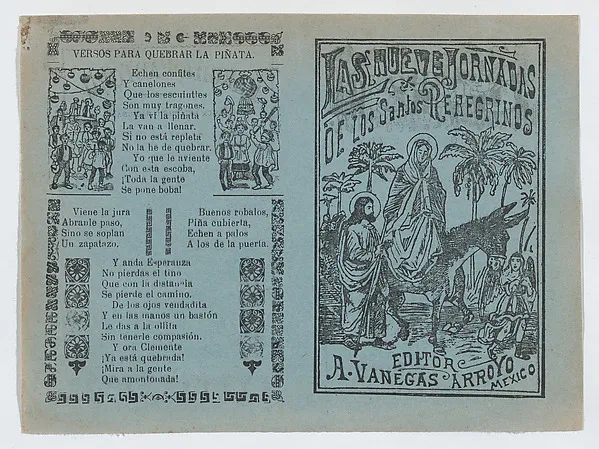 VERSOS PARA QUEBRAR LA PIÑATA.
Echen confites
Y canelones
Que los escuintles
Son muy tragones.
Ya ví la piñata
La van a llenar,
Si no está repleta
No la he de quebrar.
Yo que le aviente
Con esta escoba,
¡Toda la gente
Se pone boba!
Viene la jura
Abranle paso,
Sino se soplan
Un zapatazo.
Buenos robalos,
Piña cubierta,
Echen a palos
A los de la puerta.
Y anda Esperanza
No pierdas el tino
Que con la distancia
Se pierde el camino.
De los ojos vendadita
Y en las manos un bastón
Le das a la ollita
Sin tenerle compasión.
Y ora Clemente
¡Ya está quebrada!
¡Mira a la gente
Que amontonada!
LAS NUEVE JORNADAS
DE LOS Santos PEREGRINOS
EDITOR
A. VANEGAS ARROYO
MEXICO